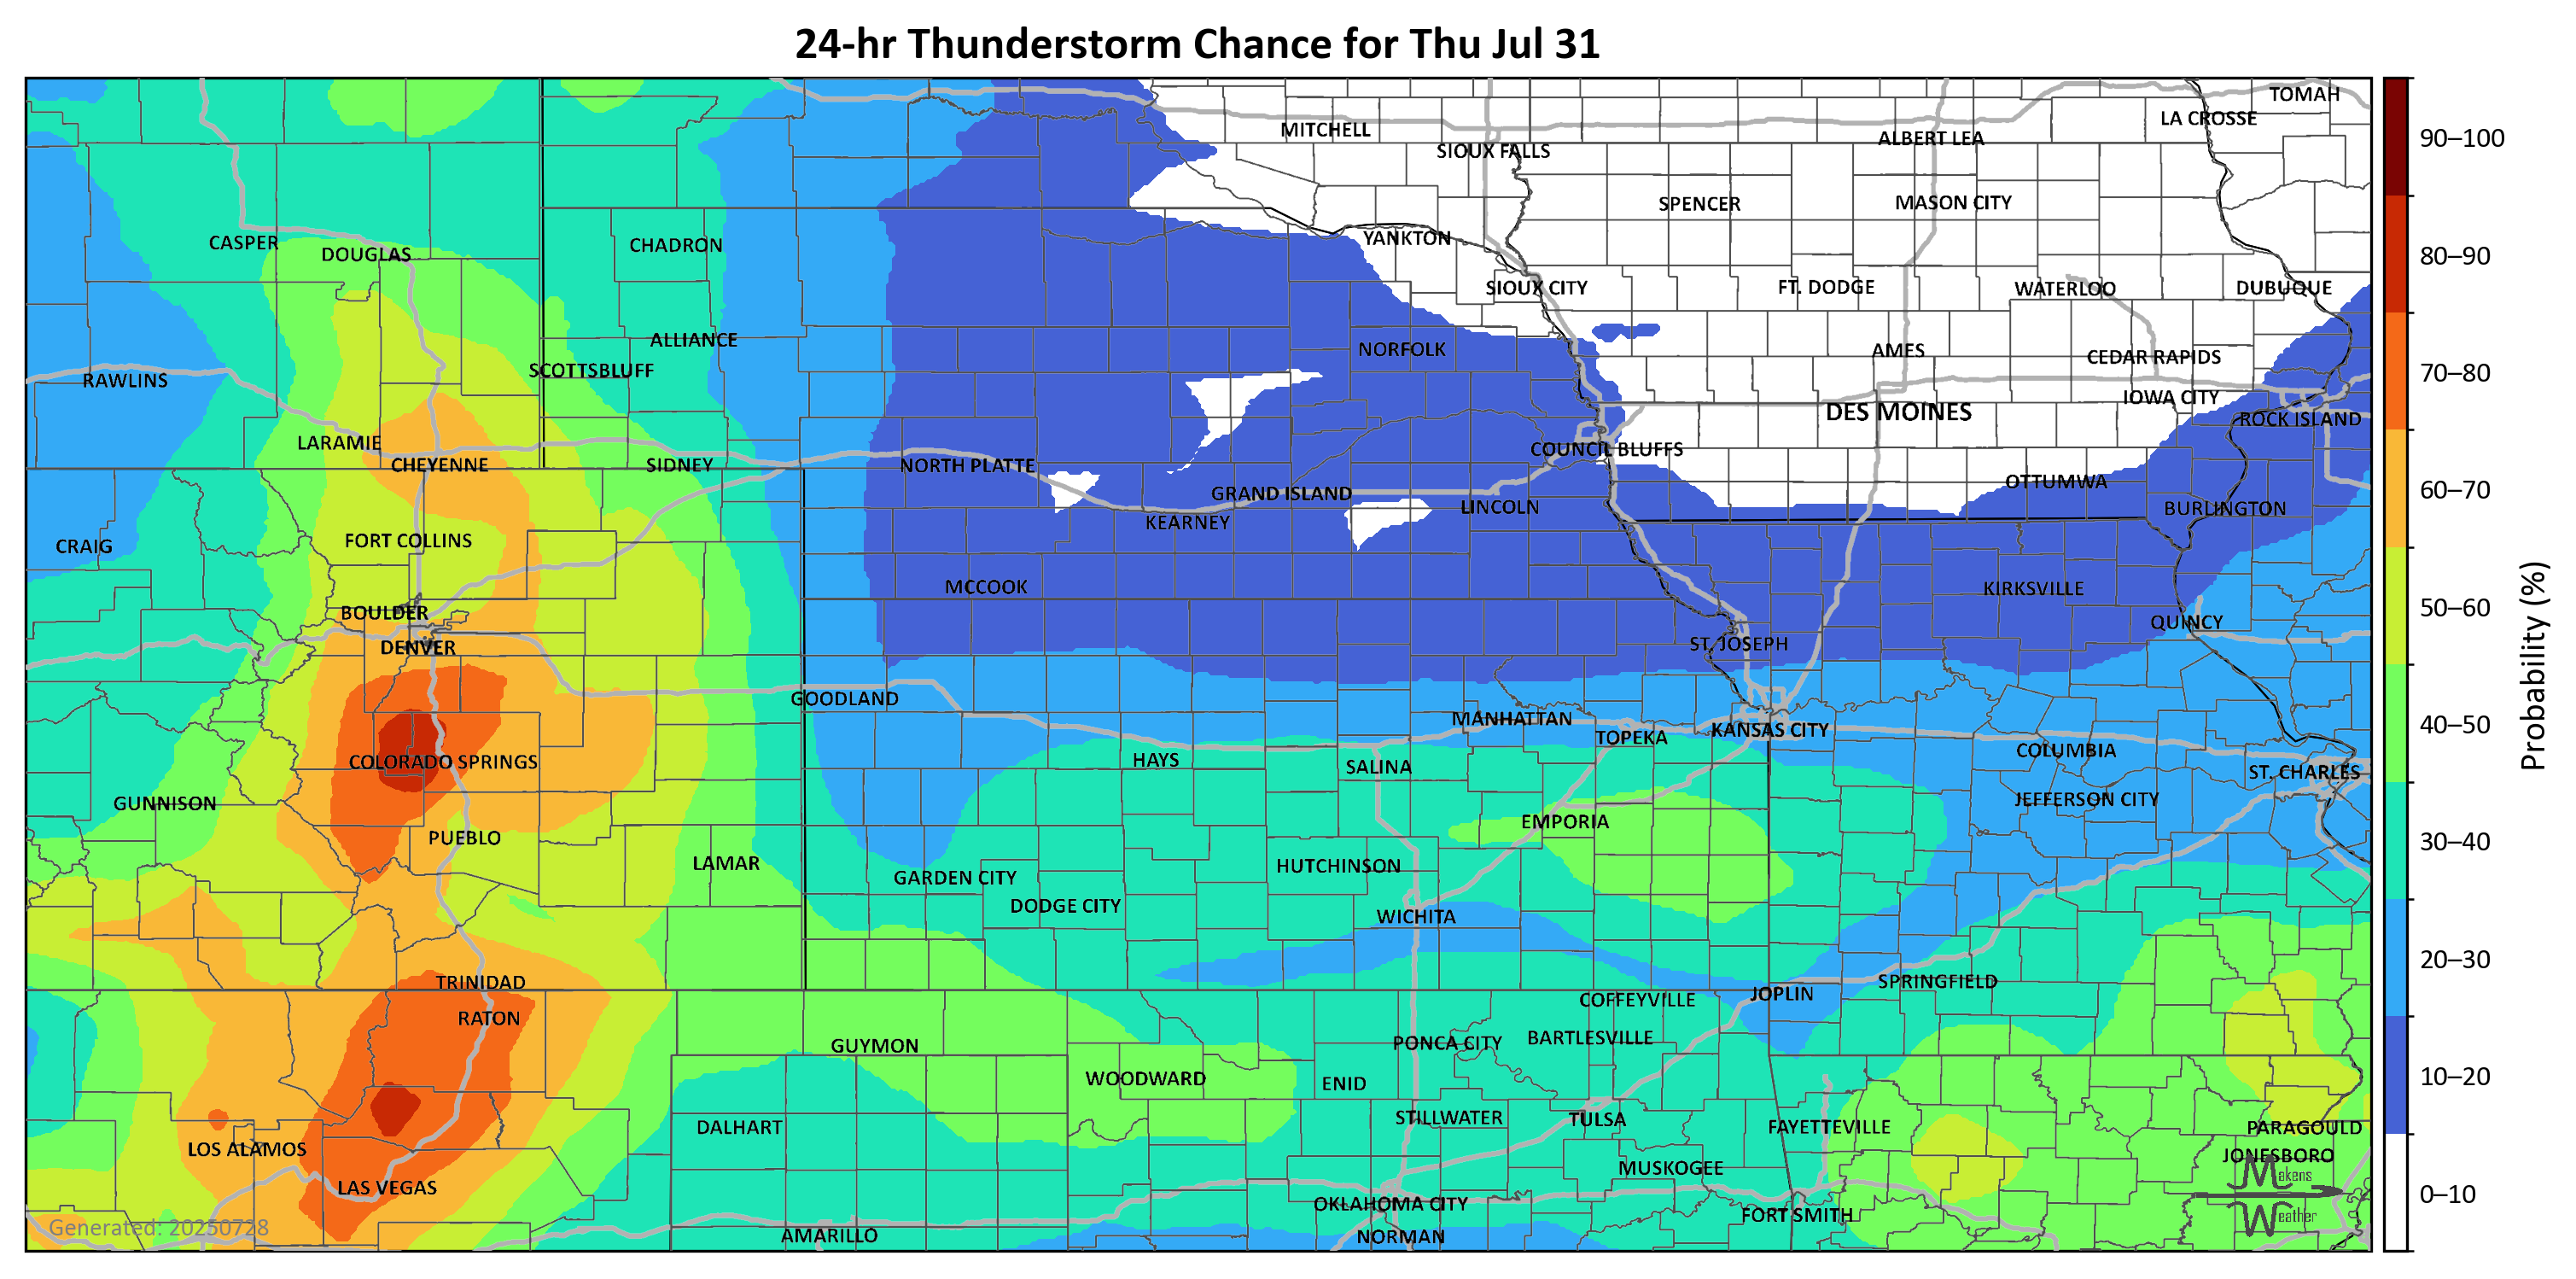 24-hr Thunderstorm Chance for Thu Jul 31
TOMAH
LA CROSSE
MITCHELL
ALBERT LEA
90–100
SIOUX FALLS
SPENCER
MASON CITY
CASPER
DOUGLAS
CHADRON
YANKTON
80–90
SIOUX CITY
FT. DODGE
WATERLOO
DUBUQUE
ALLIANCE
NORFOLK
AMES
CEDAR RAPIDS
RAWLINS
SCOTTSBLUFF
70–80
IOWA CITY
DES MOINES
ROCK ISLAND
LARAMIE
COUNCIL BLUFFS
CHEYENNE
SIDNEY
NORTH PLATTE
OTTUMWA
60–70
GRAND ISLAND
LINCOLN
BURLINGTON
KEARNEY
CRAIG
FORT COLLINS
MCCOOK
KIRKSVILLE
50–60
BOULDER
QUINCY
DENVER
ST. JOSEPH
Probability (%)
GOODLAND
MANHATTAN
TOPEKA
KANSAS CITY
40–50
COLORADO SPRINGS
HAYS
SALINA
COLUMBIA
ST. CHARLES
GUNNISON
JEFFERSON CITY
PUEBLO
EMPORIA
30–40
LAMAR
GARDEN CITY
HUTCHINSON
DODGE CITY
WICHITA
20–30
TRINIDAD
SPRINGFIELD
RATON
COFFEYVILLE
JOPLIN
GUYMON
PONCA CITY
BARTLESVILLE
WOODWARD
ENID
10–20
DALHART
STILLWATER
TULSA
FAYETTEVILLE
PARAGOULD
LOS ALAMOS
MUSKOGEE
JONESBORO
Makens
LAS VEGAS
OKLAHOMA CITY
0–10
FORT SMITH
Weather
Generated: 20250728
AMARILLO
NORMAN